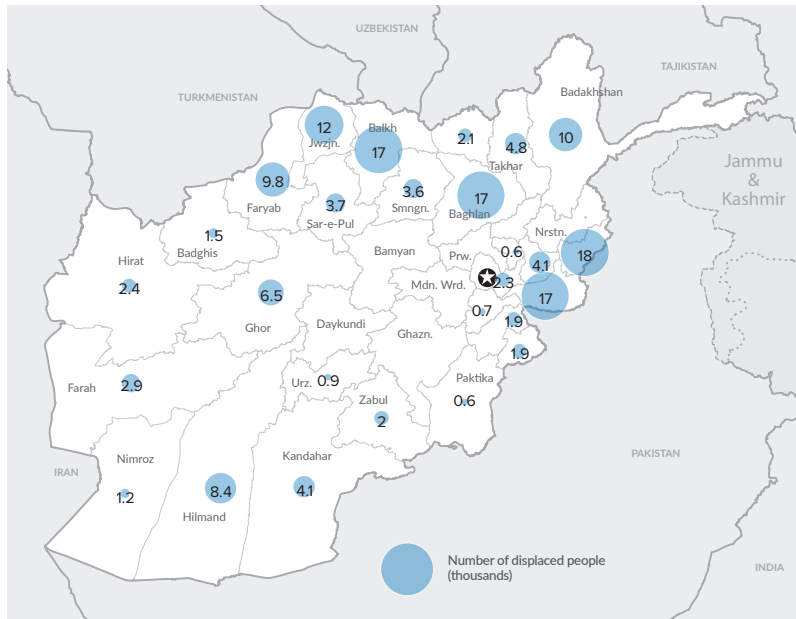 UZBEKISTAN
TAJIKISTAN
TURKMENISTAN
Badakhshan
12
Jwzjn.
Balkh
17
2.1
4.8
Takhar
10
Jammu
&
Kashmir
9.8
Faryab
3.7
Sar-e-Pul
3.6
Smngn.
17
Baghlan
1.5
Badghis
Nrstn.
Hirat
2.4
Bamyan
Prw.
0.6
4.1
18
Mdn. Wrd.
2.3
17
6.5
Ghor
Daykundi
Ghazn.
0.7
1.9
1.9
Farah
2.9
Urz.
0.9
Zabul
2
Paktika
0.6
Nimroz
1.2
IRAN
8.4
Hilmand
Kandahar
4.1
PAKISTAN
INDIA
Number of displaced people
(thousands)